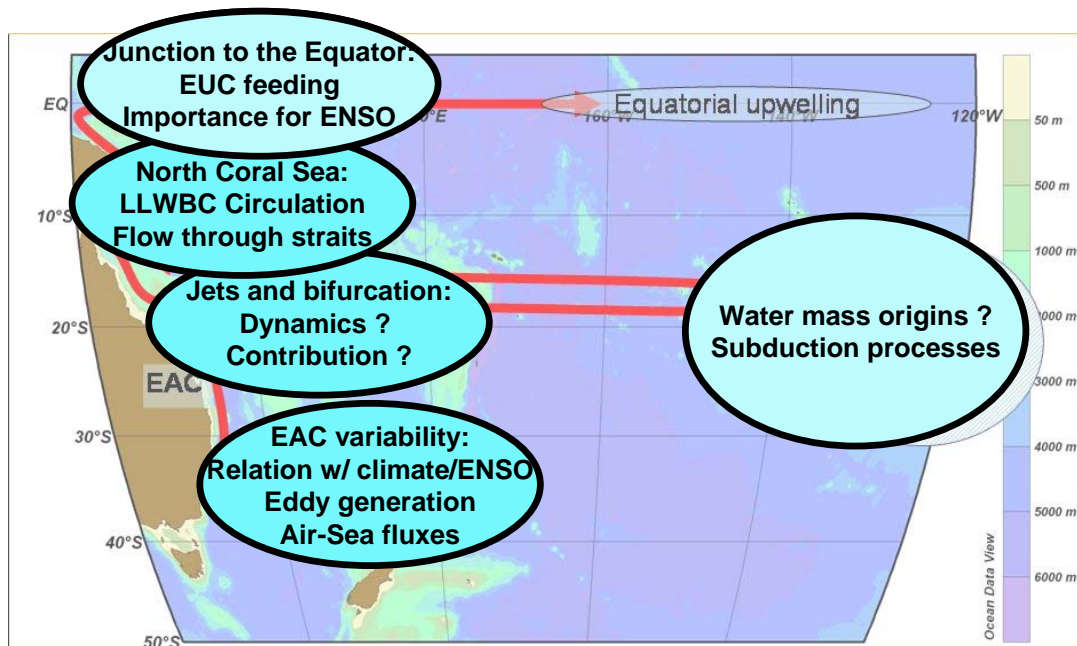 Junction to the Equator:
EUC feeding
Importance for ENSO
EQ
160°W
140°W
120°W
Equatorial upwelling
North Coral Sea:
LLWBC Circulation
Flow through straits
10°S
Jets and bifurcation:
Dynamics ?
Contribution ?
20°S
Water mass origins ?
Subduction processes
EAC
30°S
EAC variability:
Relation w/ climate/ENSO
Eddy generation
Air-Sea fluxes
40°S
50°S
50 m
500 m
1000 m
3000 m
4000 m
5000 m
6000 m
Ocean Data View